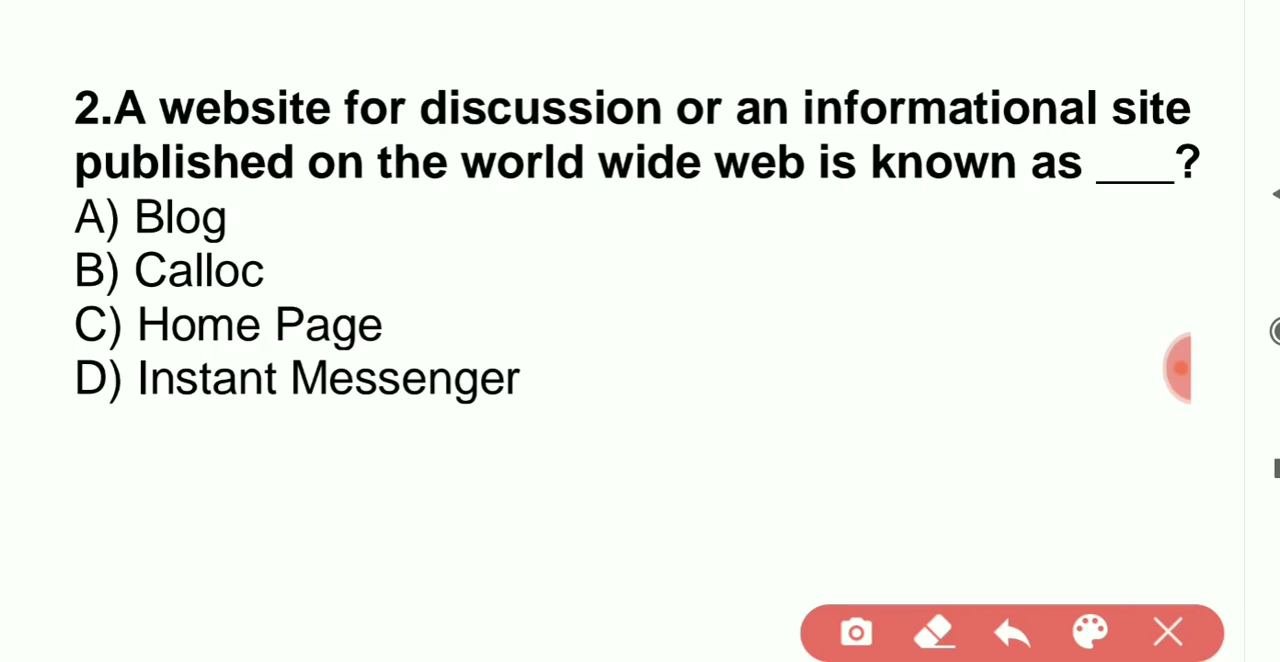 2.A website for discussion or an informational site
published on the world wide web is known as ___?
A) Blog
B) Calloc
C) Home Page
D) Instant Messenger